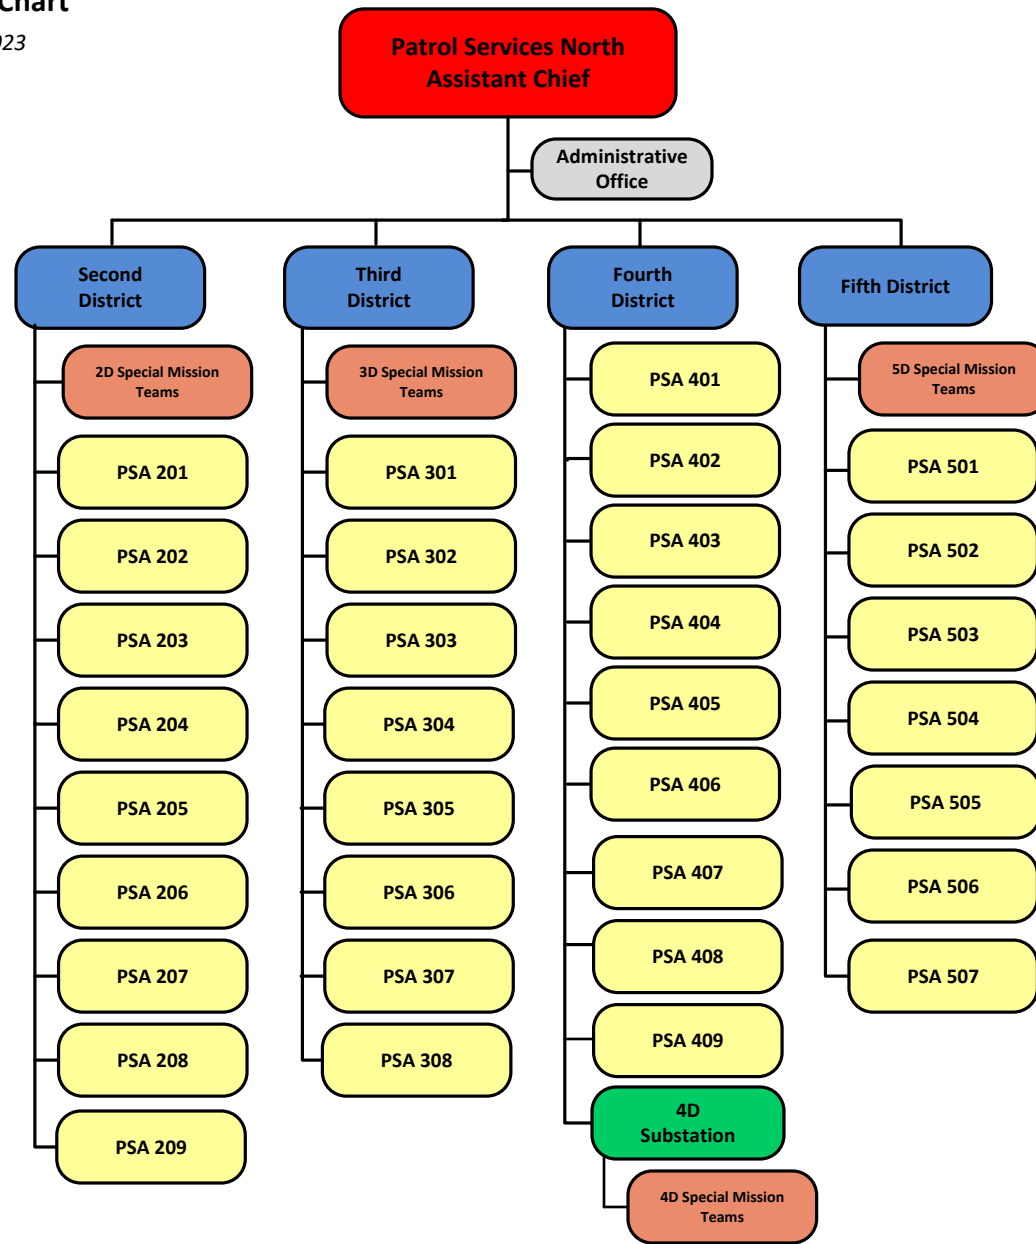 Chart
023
Patrol Services North
Assistant Chief
Administrative
Office
Second
District
Third
District
Fourth
District
Fifth District
2D Special Mission
Teams
PSA 201
PSA 202
PSA 203
PSA 204
PSA 205
PSA 206
PSA 207
PSA 208
PSA 209
3D Special Mission
Teams
PSA 301
PSA 302
PSA 303
PSA 304
PSA 305
PSA 306
PSA 307
PSA 308
PSA 401
PSA 402
PSA 403
PSA 404
PSA 405
PSA 406
PSA 407
PSA 408
PSA 409
4D
Substation
4D Special Mission
Teams
5D Special Mission
Teams
PSA 501
PSA 502
PSA 503
PSA 504
PSA 505
PSA 506
PSA 507